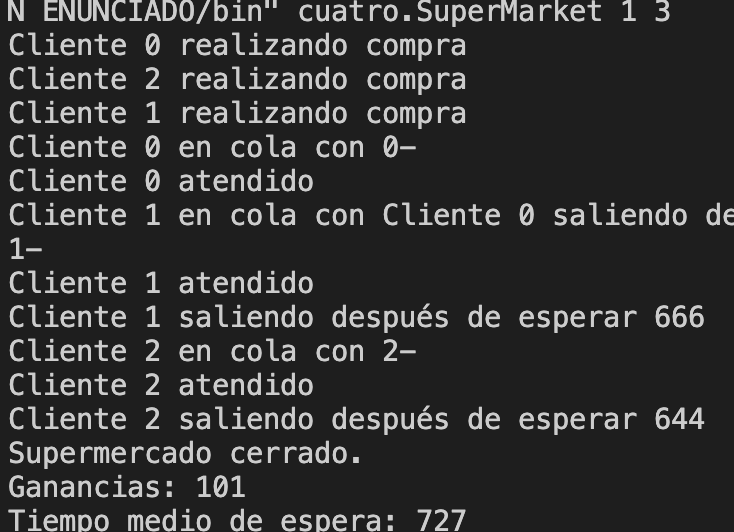 N ENUNCIADO/bin" cuatro.SuperMarket 1 3
Cliente 0 realizando compra
Cliente 2 realizando compra
Cliente 1 realizando compra
Cliente 0 en cola con 0-
Cliente 0 atendido
Cliente 1 en cola con Cliente 0 saliendo de
1-
Cliente 1 atendido
Cliente 1 saliendo después de esperar 666
Cliente 2 en cola con 2-
Cliente 2 atendido
Cliente 2 saliendo después de esperar 644
Supermercado cerrado.
Ganancias: 101
Tiempo medio de espera: 727